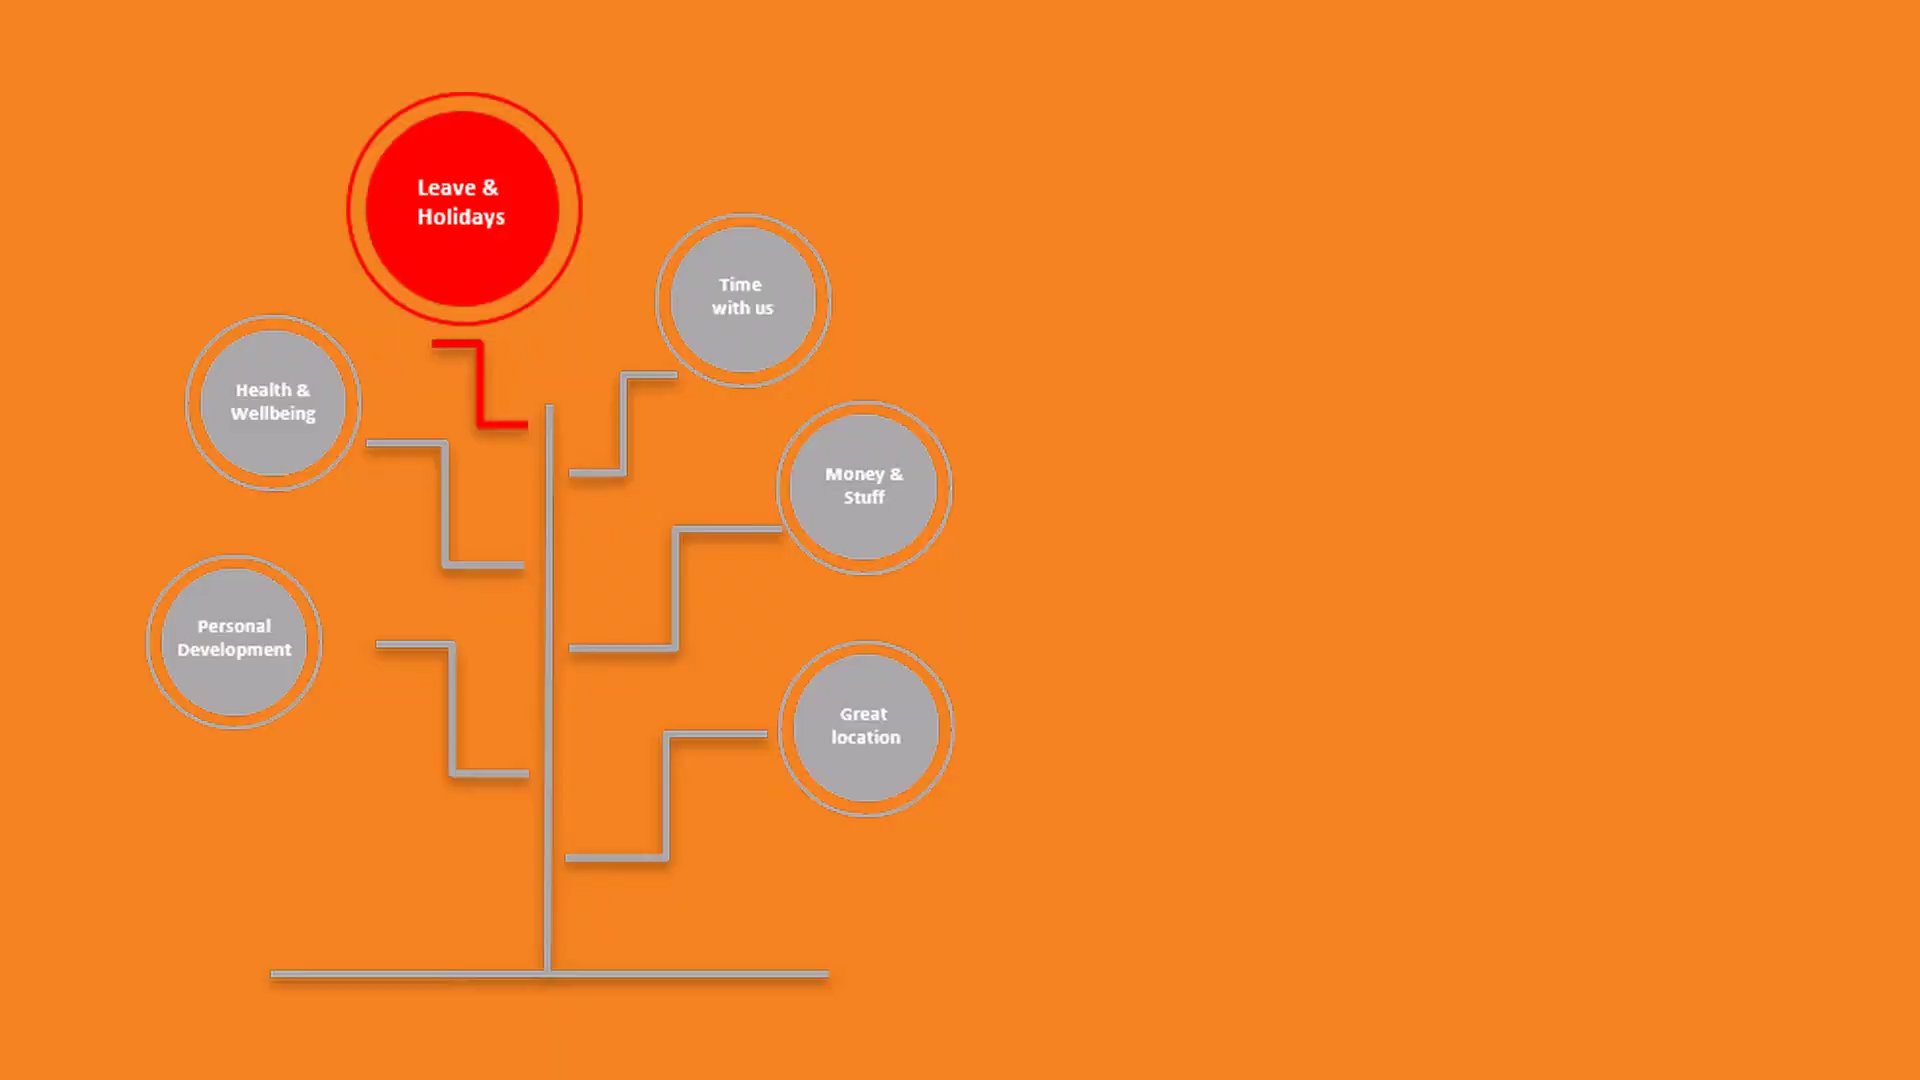 Leave &
Holidays
Time
with us
Health &
Wellbeing
Money &
Stuff
Personal
Development
Great
location